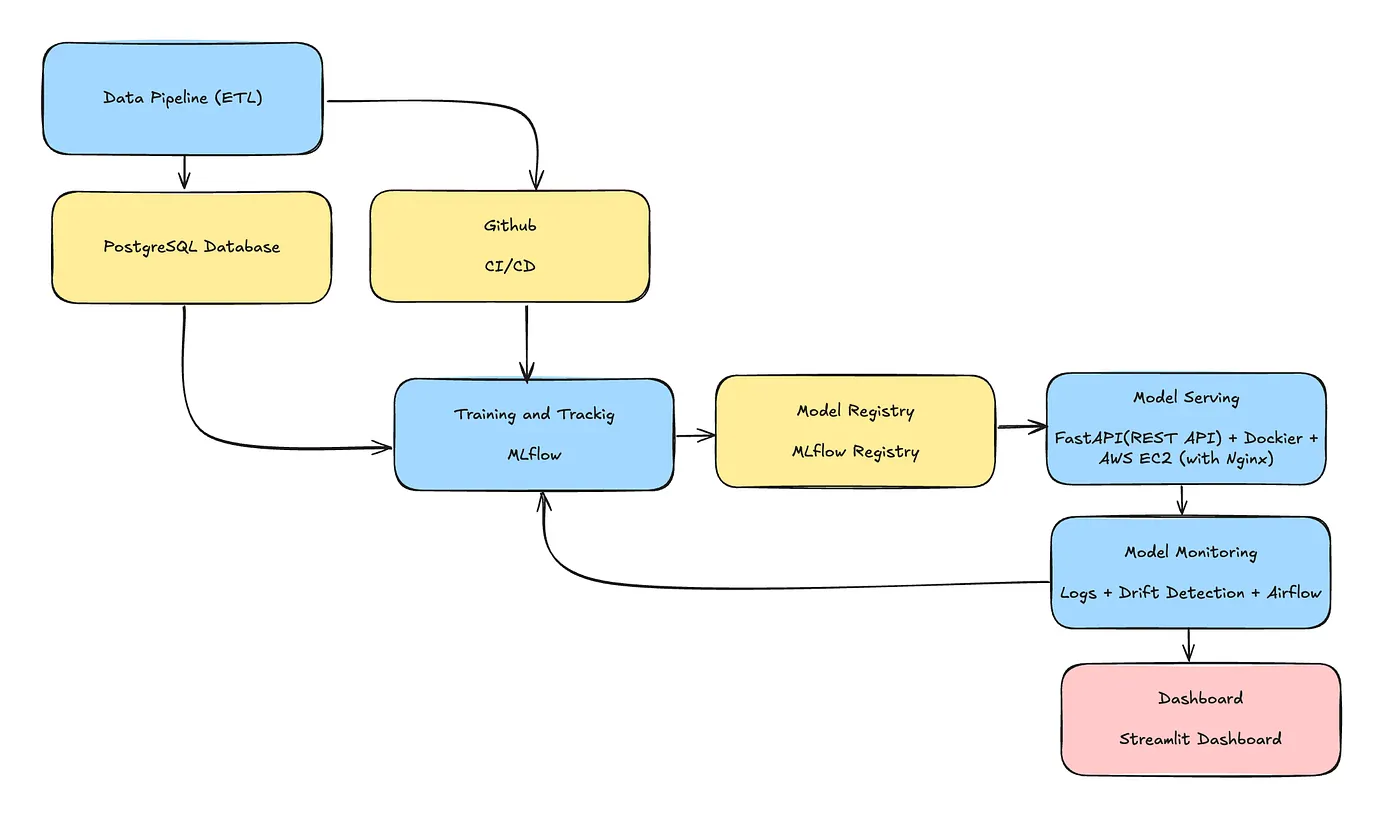 Data Pipeline (ETL)
PostgreSQL Database
Github
CI/CD
Training and Trackig
MLflow
Model Registry
MLflow Registry
Model Serving
FastAPI(REST API) + Dockier +
AWS EC2 (with Nginx)
Model Monitoring
Logs + Drift Detection + Airflow
Dashboard
Streamlit Dashboard